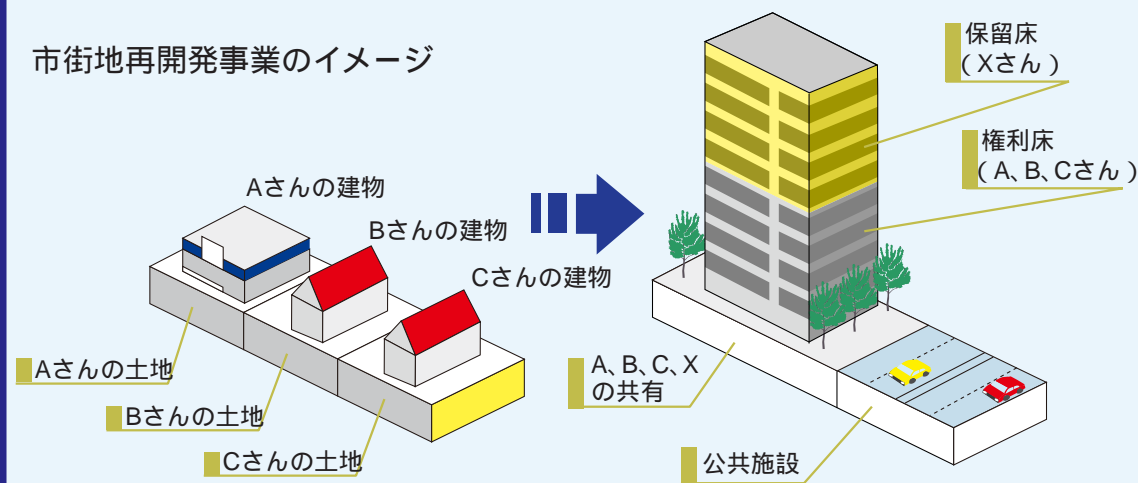 市街地再開発事業のイメージ
Aさんの建物
Bさんの建物
Cさんの建物
Aさんの土地
Bさんの土地
Cさんの土地
保留床
(Xさん)
権利床
(A、B、Cさん)
A、B、C、X
の共有
公共施設